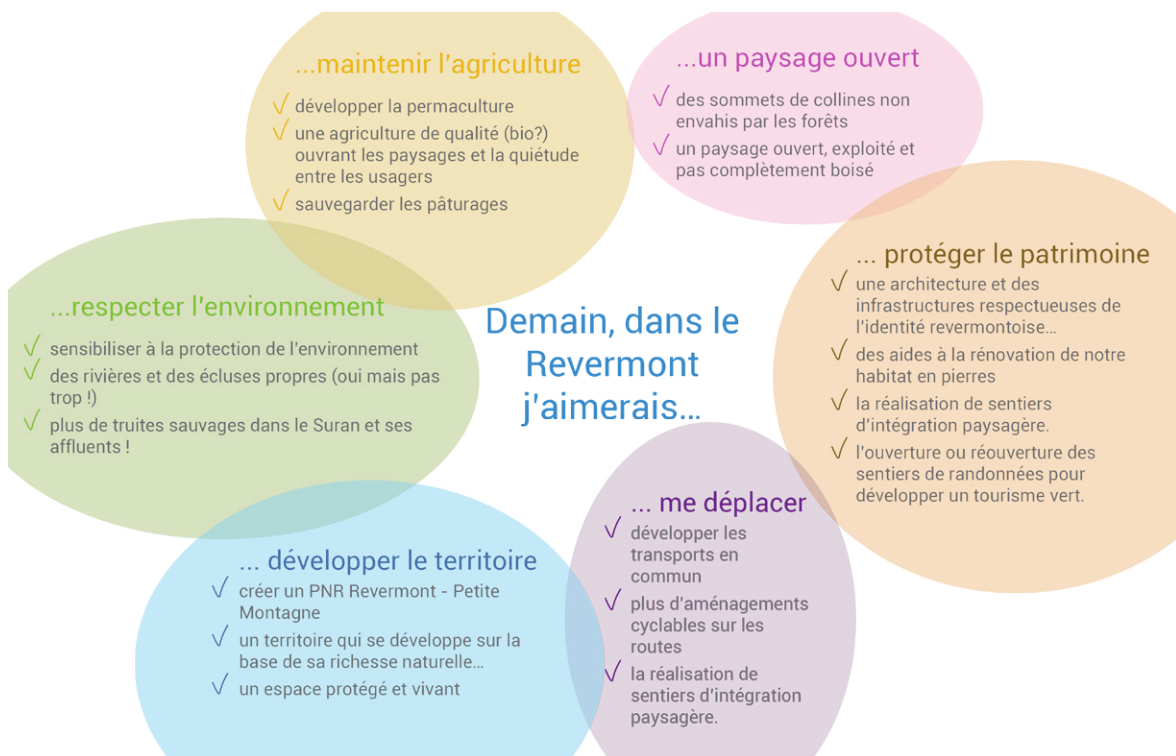 ...maintenir l'agriculture
développer la permaculture
une agriculture de qualité (bio?)
ouvrant les paysages et la quiétude
entre les usagers
sauvegarder les pâturages
...un paysage ouvert
des sommets de collines non
envahis par les forêts
un paysage ouvert, exploité et
pas complètement boisé
...respecter l'environnement
sensibiliser à la protection de l'environnement
des rivières et des écluses propres (oui mais pas
trop !)
plus de truites sauvages dans le Suran et ses
affluents !
Demain, dans le
Revermont
j'aimerais...
... protéger le patrimoine
une architecture et des
infrastructures respectueuses de
l'identité revermontoise...
des aides à la rénovation de notre
habitat en pierres
la réalisation de sentiers
d'intégration paysagère.
l'ouverture ou réouverture des
sentiers de randonnées pour
développer un tourisme vert.
... développer le territoire
créer un PNR Revermont - Petite
Montagne
un territoire qui se développe sur la
base de sa richesse naturelle...
un espace protégé et vivant
... me déplacer
développer les
transports en
commun
plus d'aménagements
cyclables sur les
routes
la réalisation de
sentiers d'intégration
paysagère.